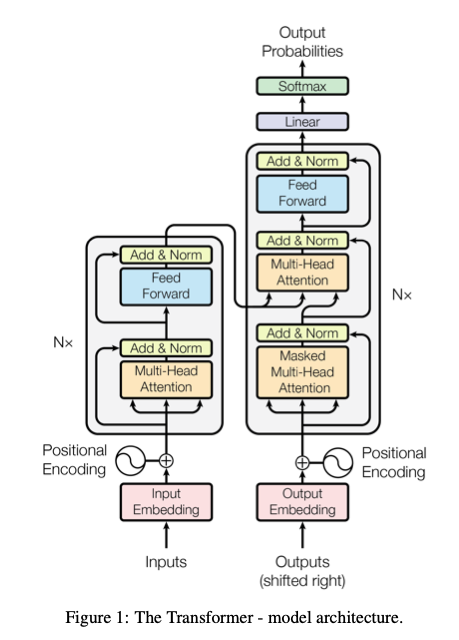 Output
Probabilities
Softmax
Linear
Add & Norm
Feed
Forward
Add & Norm
Multi-Head
Attention
Add & Norm
Masked
Multi-Head
Attention
Nx
Add & Norm
Feed
Forward
Add & Norm
Multi-Head
Attention
Nx
Positional
Encoding
Positional
Encoding
Input
Embedding
Output
Embedding
Inputs
Outputs
(shifted right)
Figure 1: The Transformer - model architecture.